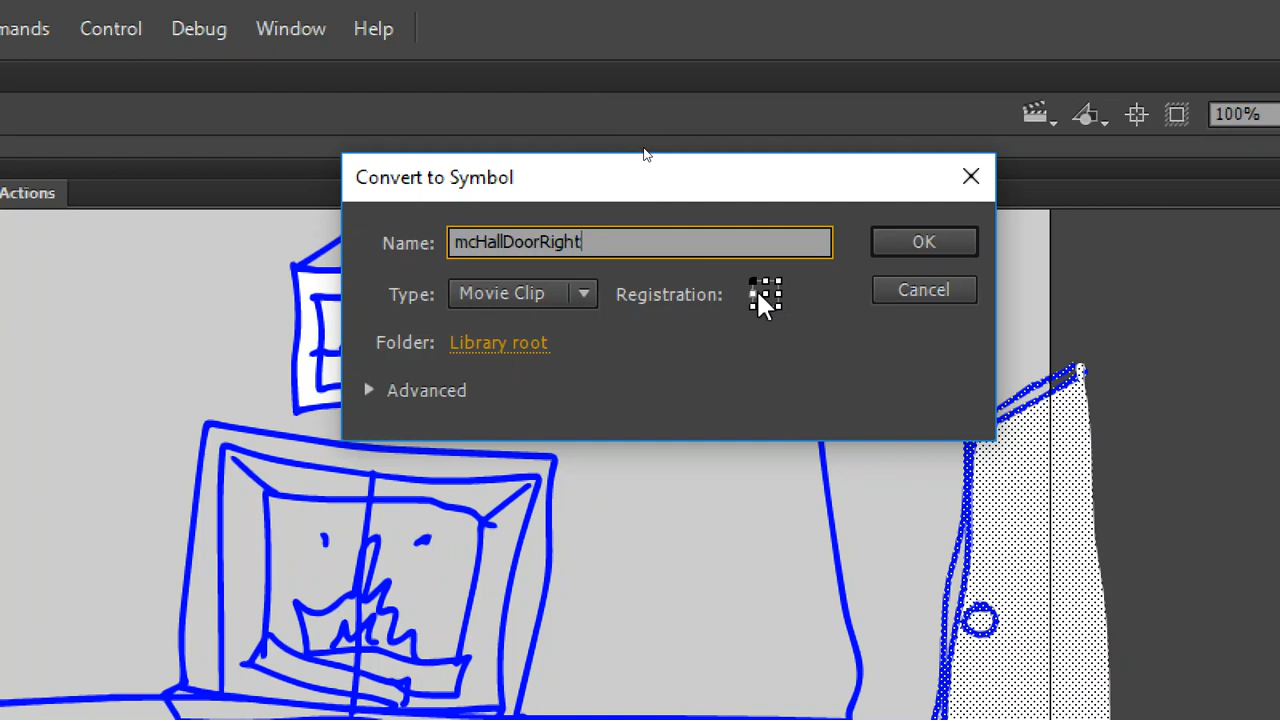 mands Control Debug Window Help
100%
Actions
Convert to Symbol
Name: mcHallDoorRight OK
Type: Movie Clip Registration: Cancel
Folder: Library root
Advanced